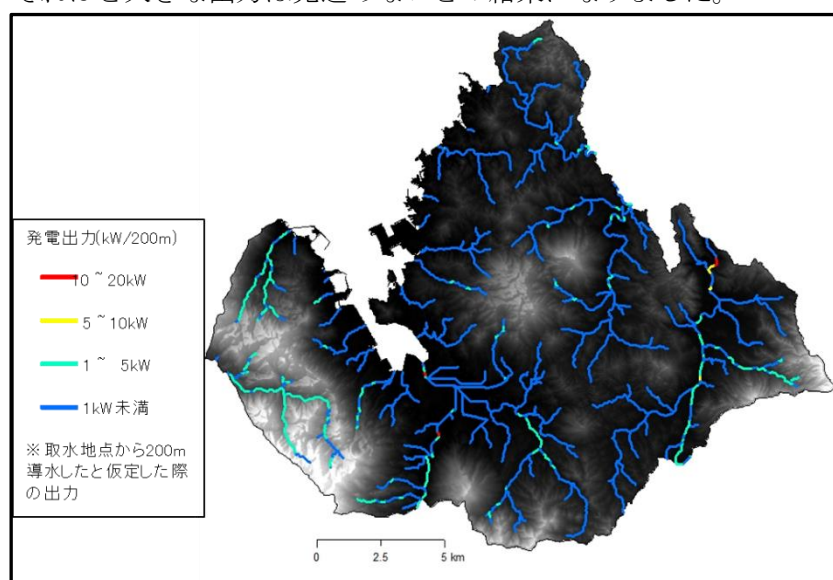 発電出力(kW/200m)
10 ~ 20kW
5 ~ 10kW
1 ~ 5kW
1kW未満
※取水地点から200m
導水したと仮定した際
の出力
0 2.5 5 km